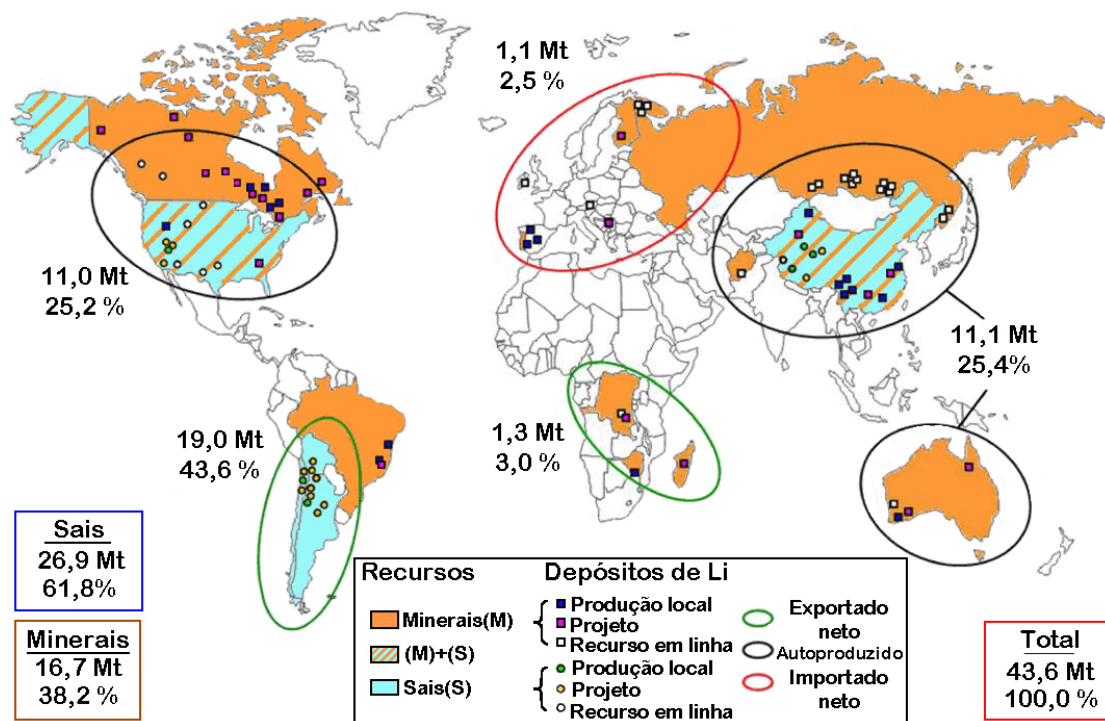 1,1 Mt
2,5 %
11,0 Mt
25,2 %
11,1 Mt
25,4%
19,0 Mt
43,6 %
1,3 Mt
3,0 %
Sais
26,9 Mt
61,8%
Minerais
16,7 Mt
38,2 %
Recursos
Minerais(M)
(M)+(S)
Sais(S)
Depósitos de Li
Produção local
Projeto
Recurso em linha
Produção local
Projeto
Recurso em linha
Exportado
neto
Autoproduzido
Importado
neto
Total
43,6 Mt
100,0 %